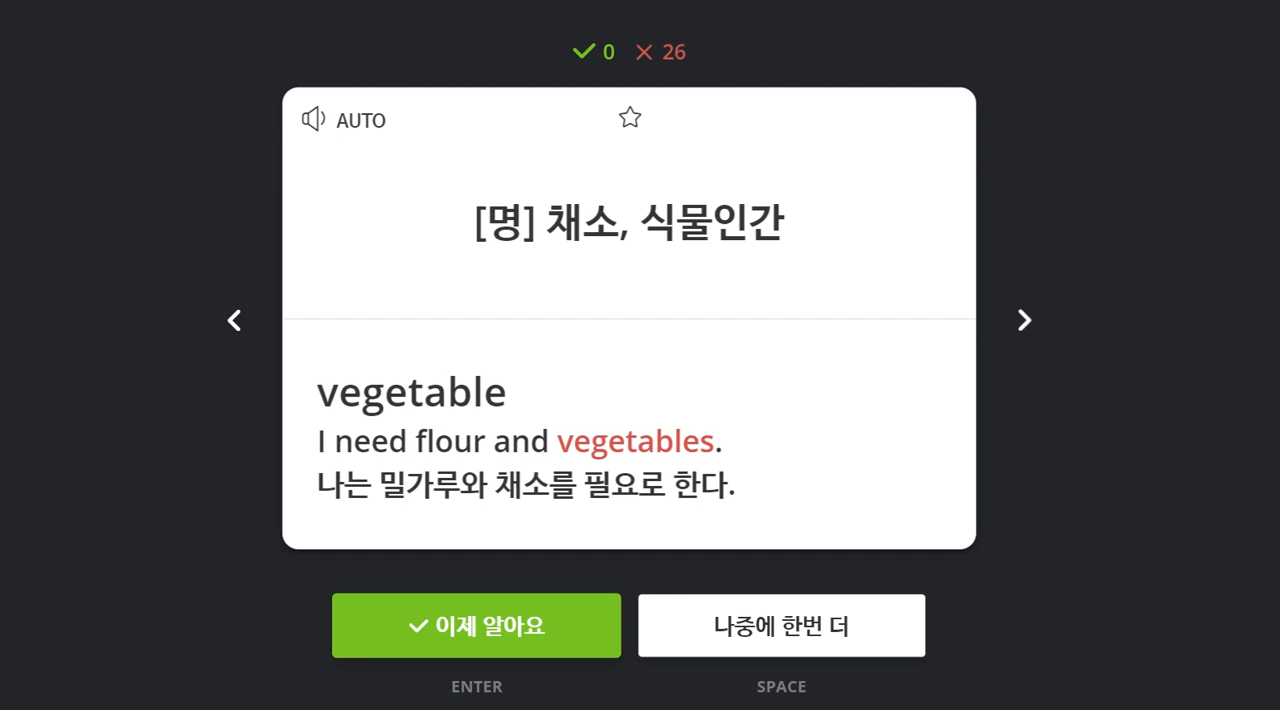 0 26
AUTO
[명] 채소, 식물인간
vegetable
I need flour and vegetables.
나는 밀가루와 채소를 필요로 한다.
이제 알아요 나중에 한번 더
ENTER SPACE